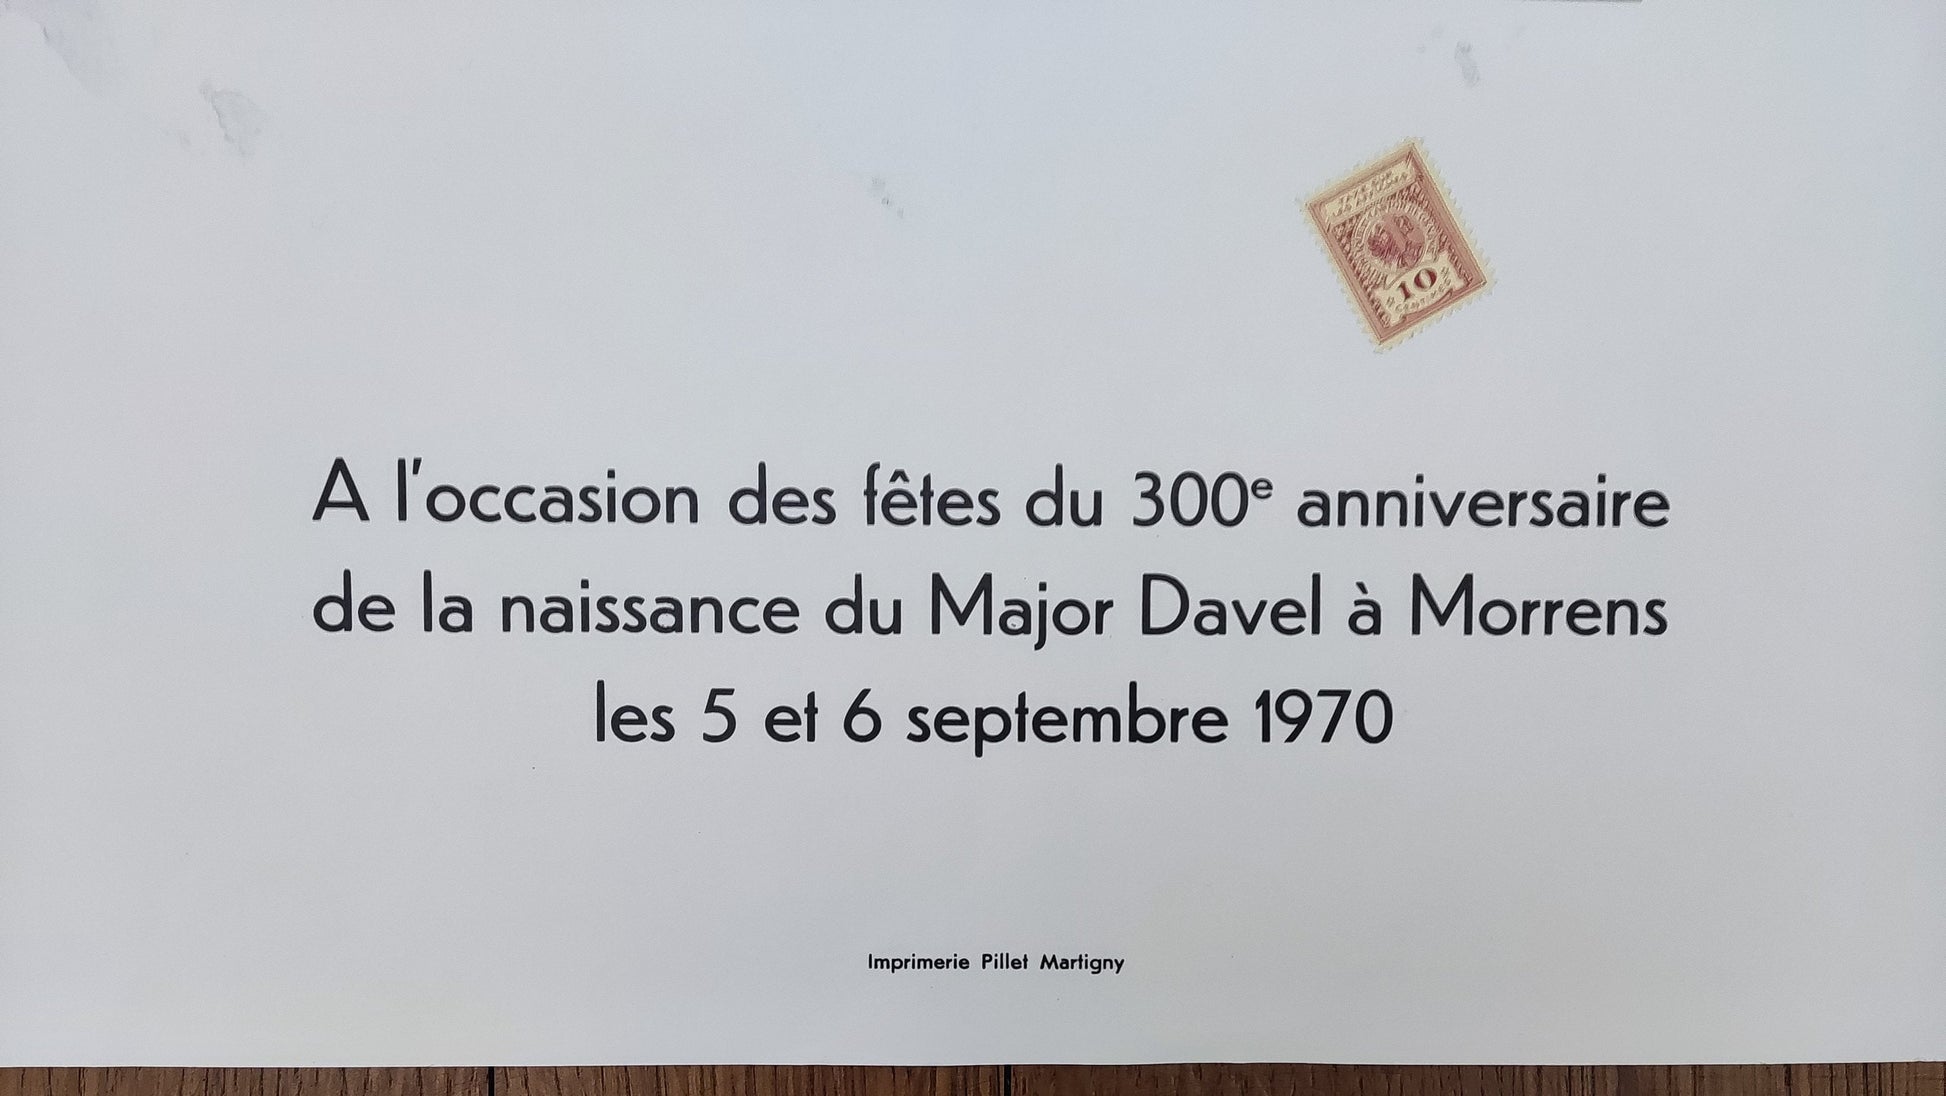 10
CENTIMES
A l'occasion des fêtes du 300e anniversaire
de la naissance du Major Davel à Morrens
les 5 et 6 septembre 1970
Imprimerie Pillet Martigny